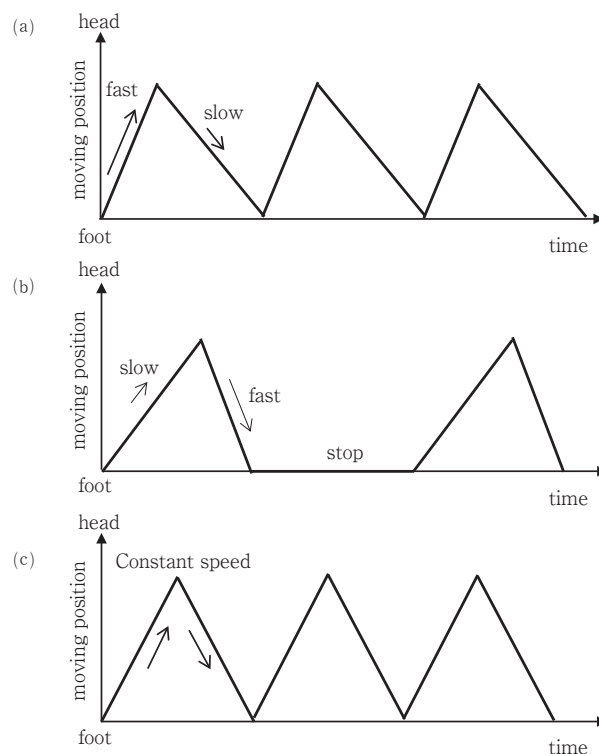 (a)
head
moving position
fast
slow
foot
time
(b)
head
moving position
slow
fast
stop
foot
time
(c)
head
moving position
Constant speed
foot
time